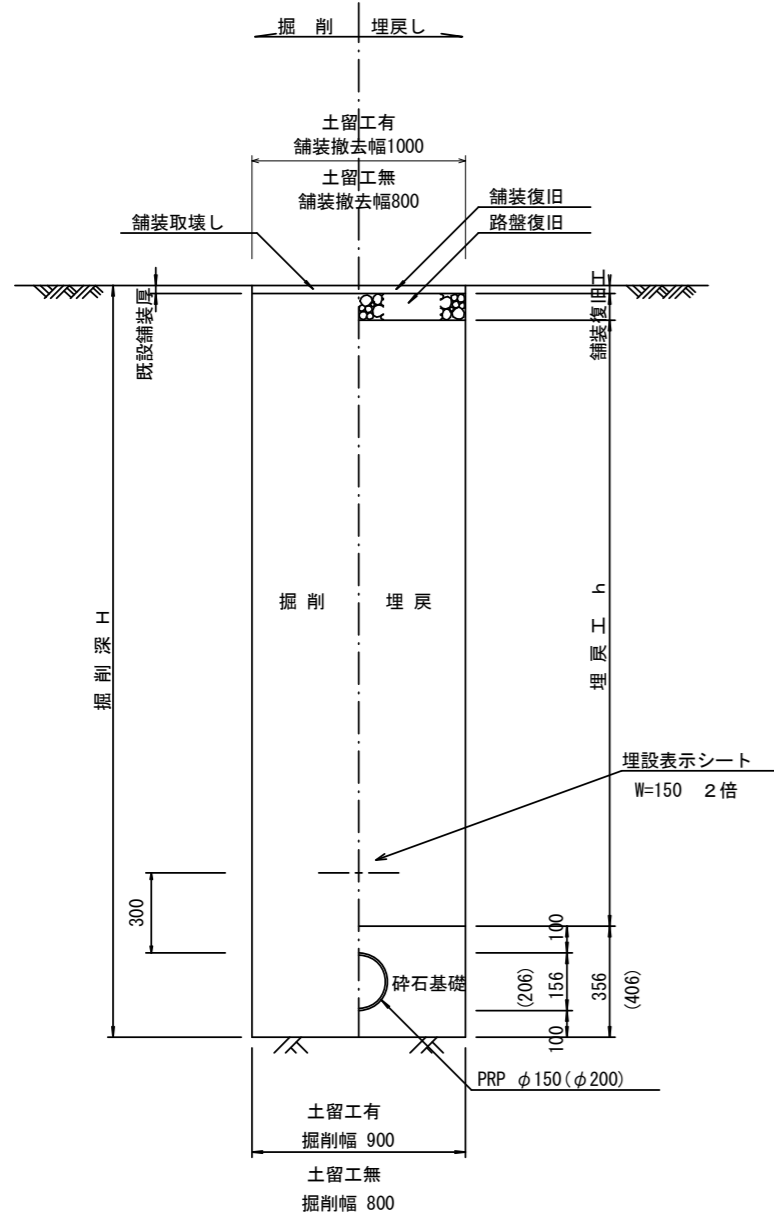 掘 削 埋戻し
土留工有
舗装撤去幅1000
土留工無
舗装撤去幅800
舗装復旧
舗装取壊し
路盤復旧
既設舗装厚
舗装復旧工
掘削深 H
掘 削 埋 戻
埋戻工 h
埋設表示シート
W=150 2倍
300
100
(206)
156
356
(406)
100
砕石基礎
PRP φ150(φ200)
土留工有
掘削幅 900
土留工無
掘削幅 800